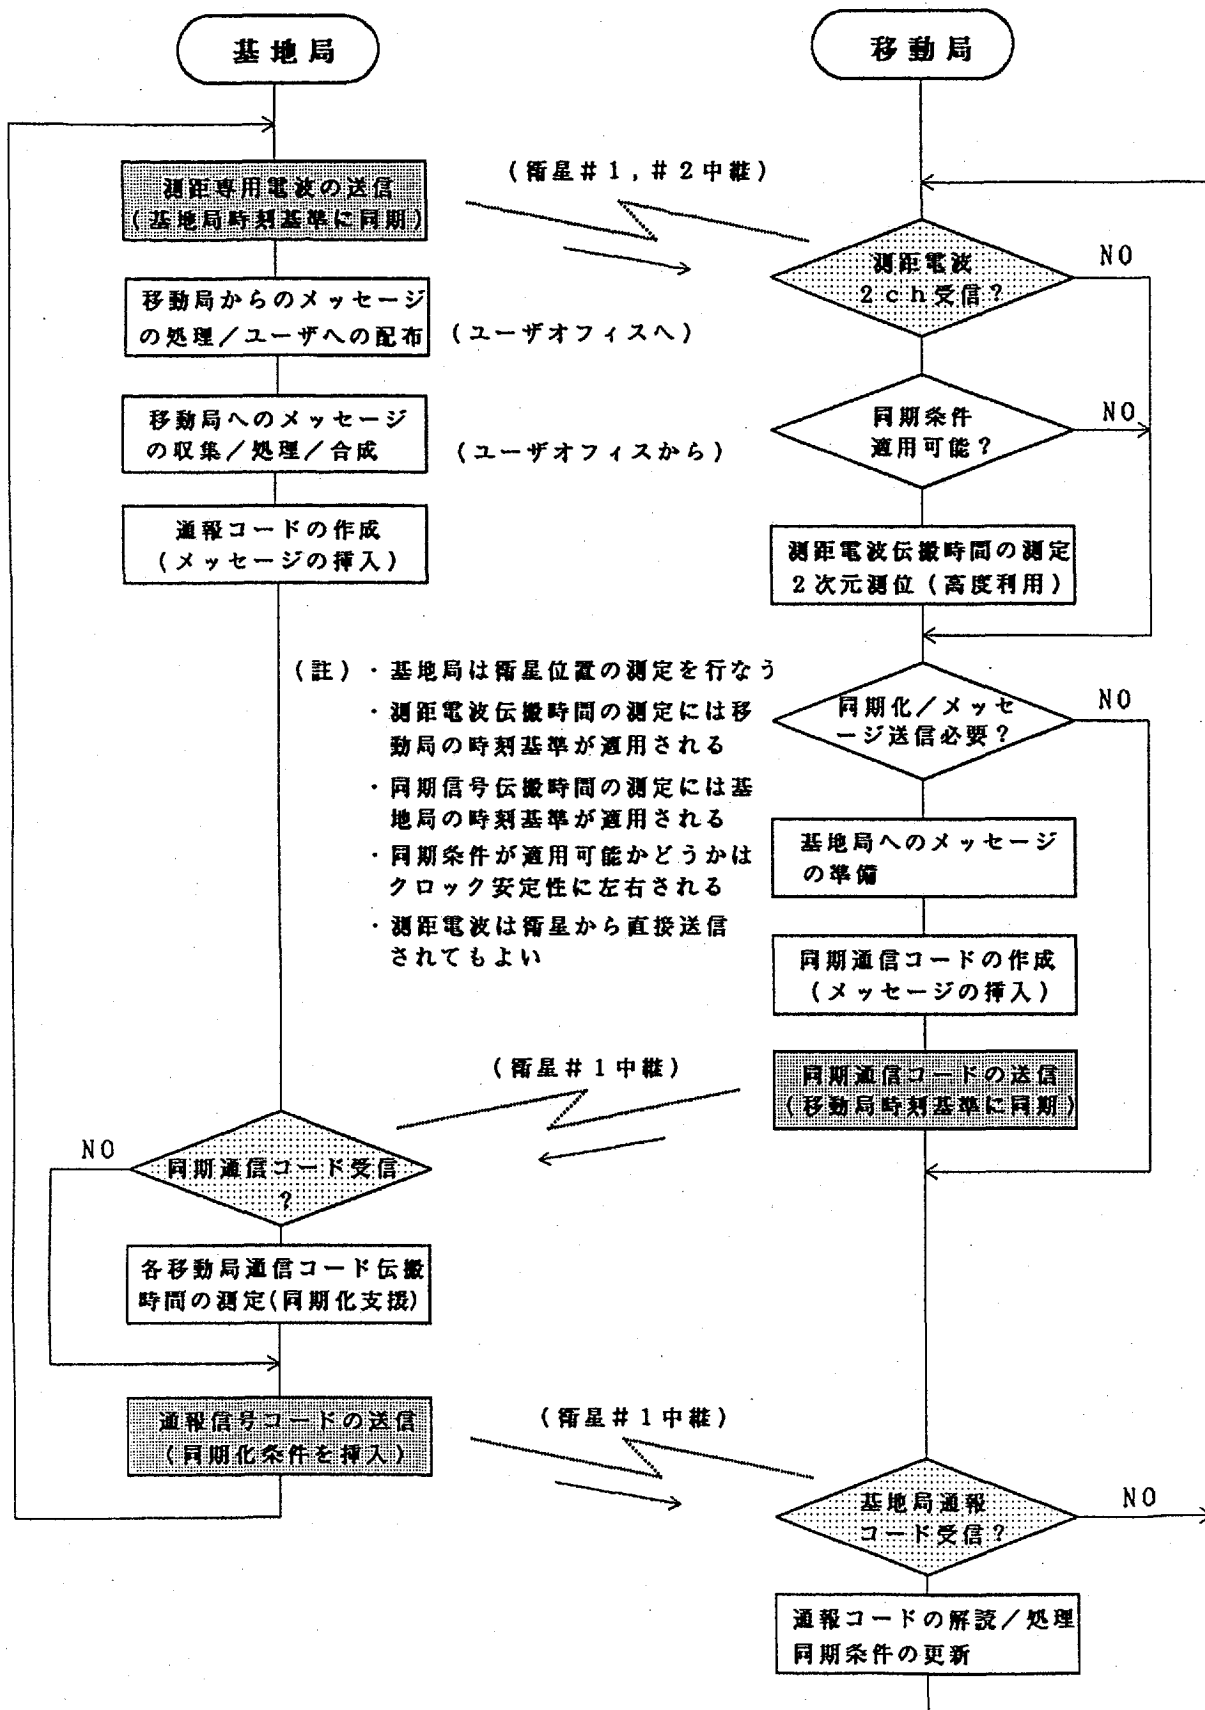 基地局
移動局
測距専用電波の送信
(基地局時刻基準に同期)
(衛星#1,#2中継)
測距電波
2ch受信?
NO
移動局からのメッセージ
の処理/ユーザへの配布
(ユーザオフィスへ)
移動局へのメッセージ
の収集/処理/合成
(ユーザオフィスから)
同期条件
適用可能?
NO
通報コードの作成
(メッセージの挿入)
測距電波伝搬時間の測定
2次元測位(高度利用)
(註)・基地局は衛星位置の測定を行なう
・測距電波伝搬時間の測定には移
動局の時刻基準が適用される
・同期信号伝搬時間の測定には基
地局の時刻基準が適用される
・同期条件が適用可能かどうかは
クロック安定性に左右される
・測距電波は衛星から直接送信
されてもよい
同期化/メッセ
ージ送信必要?
NO
基地局へのメッセージ
の準備
同期通信コードの作成
(メッセージの挿入)
同期通信コードの送信
(移動局時刻基準に同期)
(衛星#1中継)
NO
同期通信コード受信
?
各移動局通信コード伝搬
時間の測定(同期化支援)
通報信号コードの送信
(同期化条件を挿入)
(衛星#1中継)
基地局通報
コード受信?
NO
通報コードの解読/処理
同期条件の更新